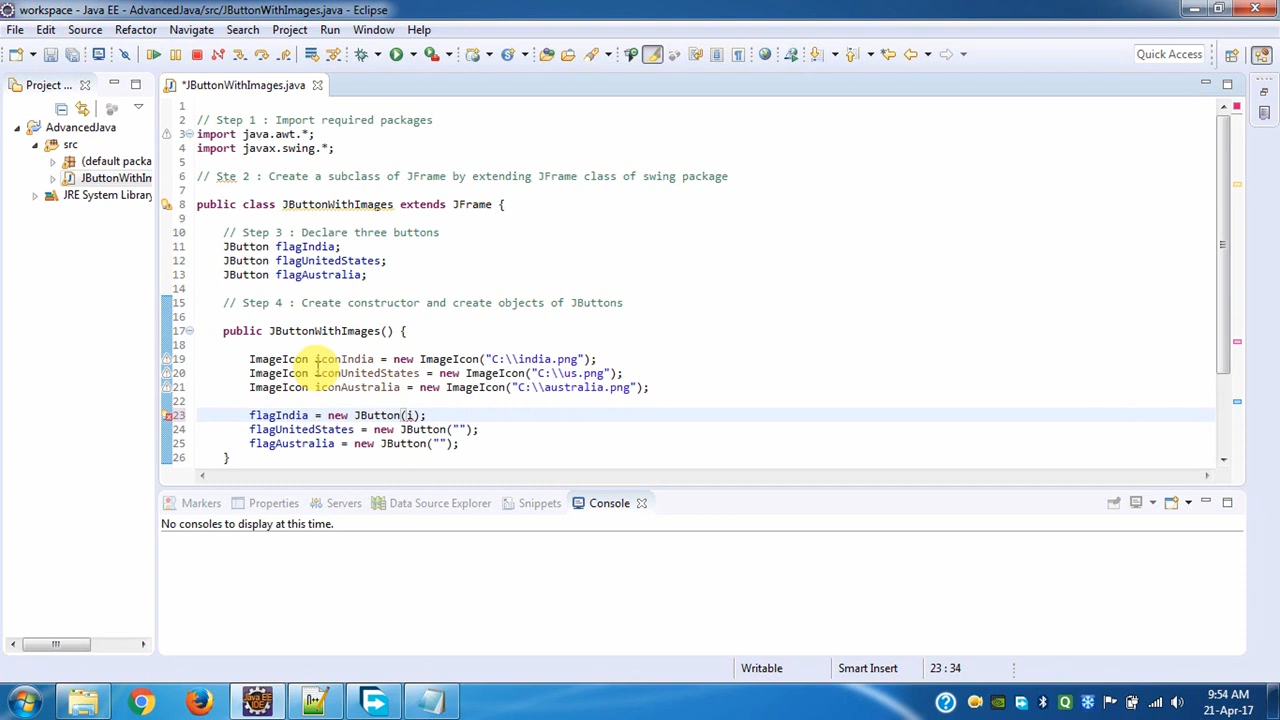 workspace - Java EE - AdvancedJava/src/JButtonWithImages.java - Eclipse
File Edit Source Refactor Navigate Search Project Run Window Help
Quick Access
Project ...
*JButtonWithImages.java
AdvancedJava
src
(default packa
JButtonWithIm
JRE System Library
1
2 // Step 1 : Import required packages
3 import java.awt.*;
4 import javax.swing.*;
5
6 // Ste 2 : Create a subclass of JFrame by extending JFrame class of swing package
7
8 public class JButtonWithImages extends JFrame {
9
10 // Step 3 : Declare three buttons
11 JButton flagIndia;
12 JButton flagUnitedStates;
13 JButton flagAustralia;
14
15 // Step 4 : Create constructor and create objects of JButtons
16
17 public JButtonWithImages() {
18
19 ImageIcon iconIndia = new ImageIcon("C:\\india.png");
20 ImageIcon iconUnitedStates = new ImageIcon("C:\\us.png");
21 ImageIcon iconAustralia = new ImageIcon("C:\\australia.png");
22
23 flagIndia = new JButton(i);
24 flagUnitedStates = new JButton("");
25 flagAustralia = new JButton("");
26 }
Markers Properties Servers Data Source Explorer Snippets Console
No consoles to display at this time.
Writable Smart Insert 23 : 34
Java EE
IDE
9:54 AM
21-Apr-17